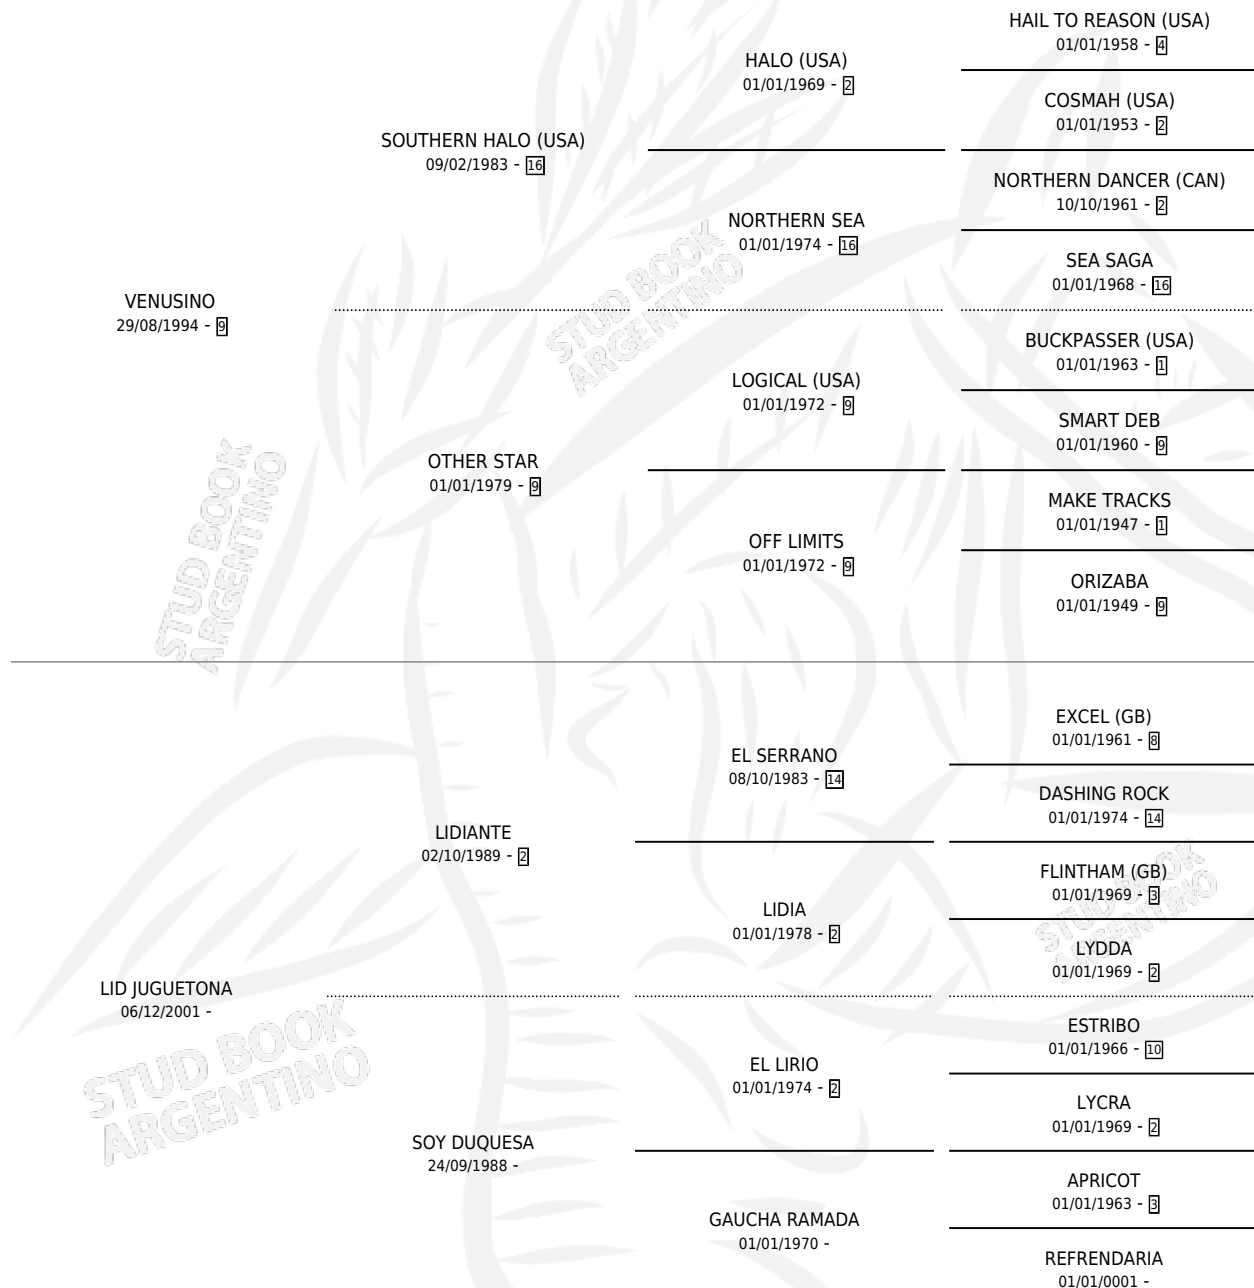 HAIL TO REASON (USA)
01/01/1958 - 4
HALO (USA)
01/01/1969 - 2
COSMAH (USA)
01/01/1953 - 2
SOUTHERN HALO (USA)
09/02/1983 - 16
NORTHERN DANCER (CAN)
10/10/1961 - 2
NORTHERN SEA
01/01/1974 - 16
SEA SAGA
01/01/1968 - 16
VENUSINO
29/08/1994 - 9
BUCKPASSER (USA)
01/01/1963 - 1
LOGICAL (USA)
01/01/1972 - 9
SMART DEB
01/01/1960 - 9
OTHER STAR
01/01/1979 - 9
MAKE TRACKS
01/01/1947 - 1
OFF LIMITS
01/01/1972 - 9
ORIZABA
01/01/1949 - 9
EXCEL (GB)
01/01/1961 - 8
EL SERRANO
08/10/1983 - 14
DASHING ROCK
01/01/1974 - 14
LIDIANTE
02/10/1989 - 2
FLINTHAM (GB)
01/01/1969 - 3
LIDIA
01/01/1978 - 2
LYDDA
01/01/1969 - 2
LID JUGUETONA
06/12/2001 -
ESTRIBO
01/01/1966 - 10
EL LIRIO
01/01/1974 - 2
LYCRA
01/01/1969 - 2
SOY DUQUESA
24/09/1988 -
APRICOT
01/01/1963 - 3
GAUCHA RAMADA
01/01/1970 -
REFRENDARIA
01/01/0001 -
STUD BOOK
ARGENTINO
STUD BOOK
ARGENTINO
STUD BOOK
ARGENTINO
STUD BOOK
ARGENTINO